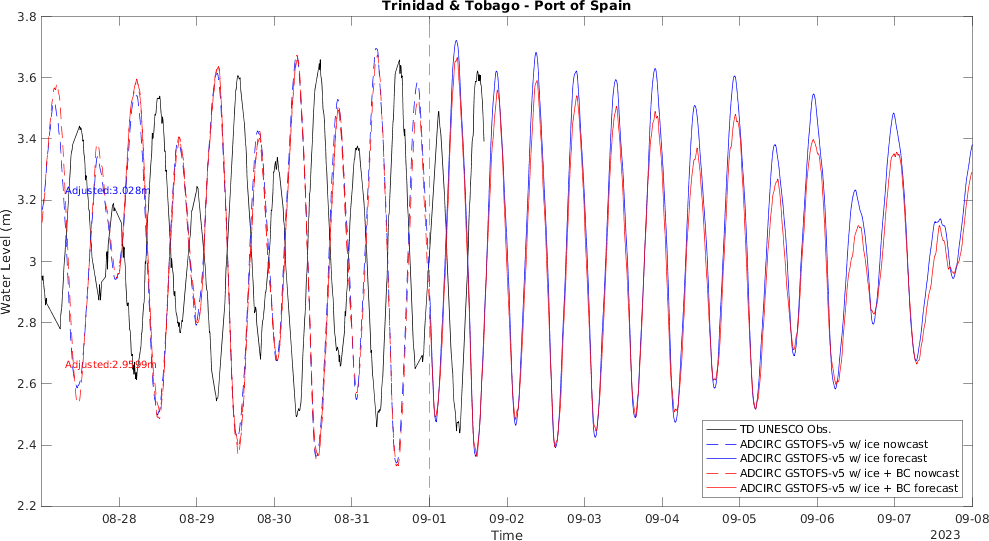 Trinidad & Tobago - Port of Spain
3.8
3.6
3.4
3.2
3
2.8
2.6
2.4
2.2
Water Level (m)
Adjusted:3.028m
Adjusted:2.9599m
TD UNESCO Obs.
ADCIRC GSTOFS-v5 w/ ice nowcast
ADCIRC GSTOFS-v5 w/ ice forecast
ADCIRC GSTOFS-v5 w/ ice + BC nowcast
ADCIRC GSTOFS-v5 w/ ice + BC forecast
08-28 08-29 08-30 08-31 09-01 09-02 09-03 09-04 09-05 09-06 09-07 09-08
Time
2023